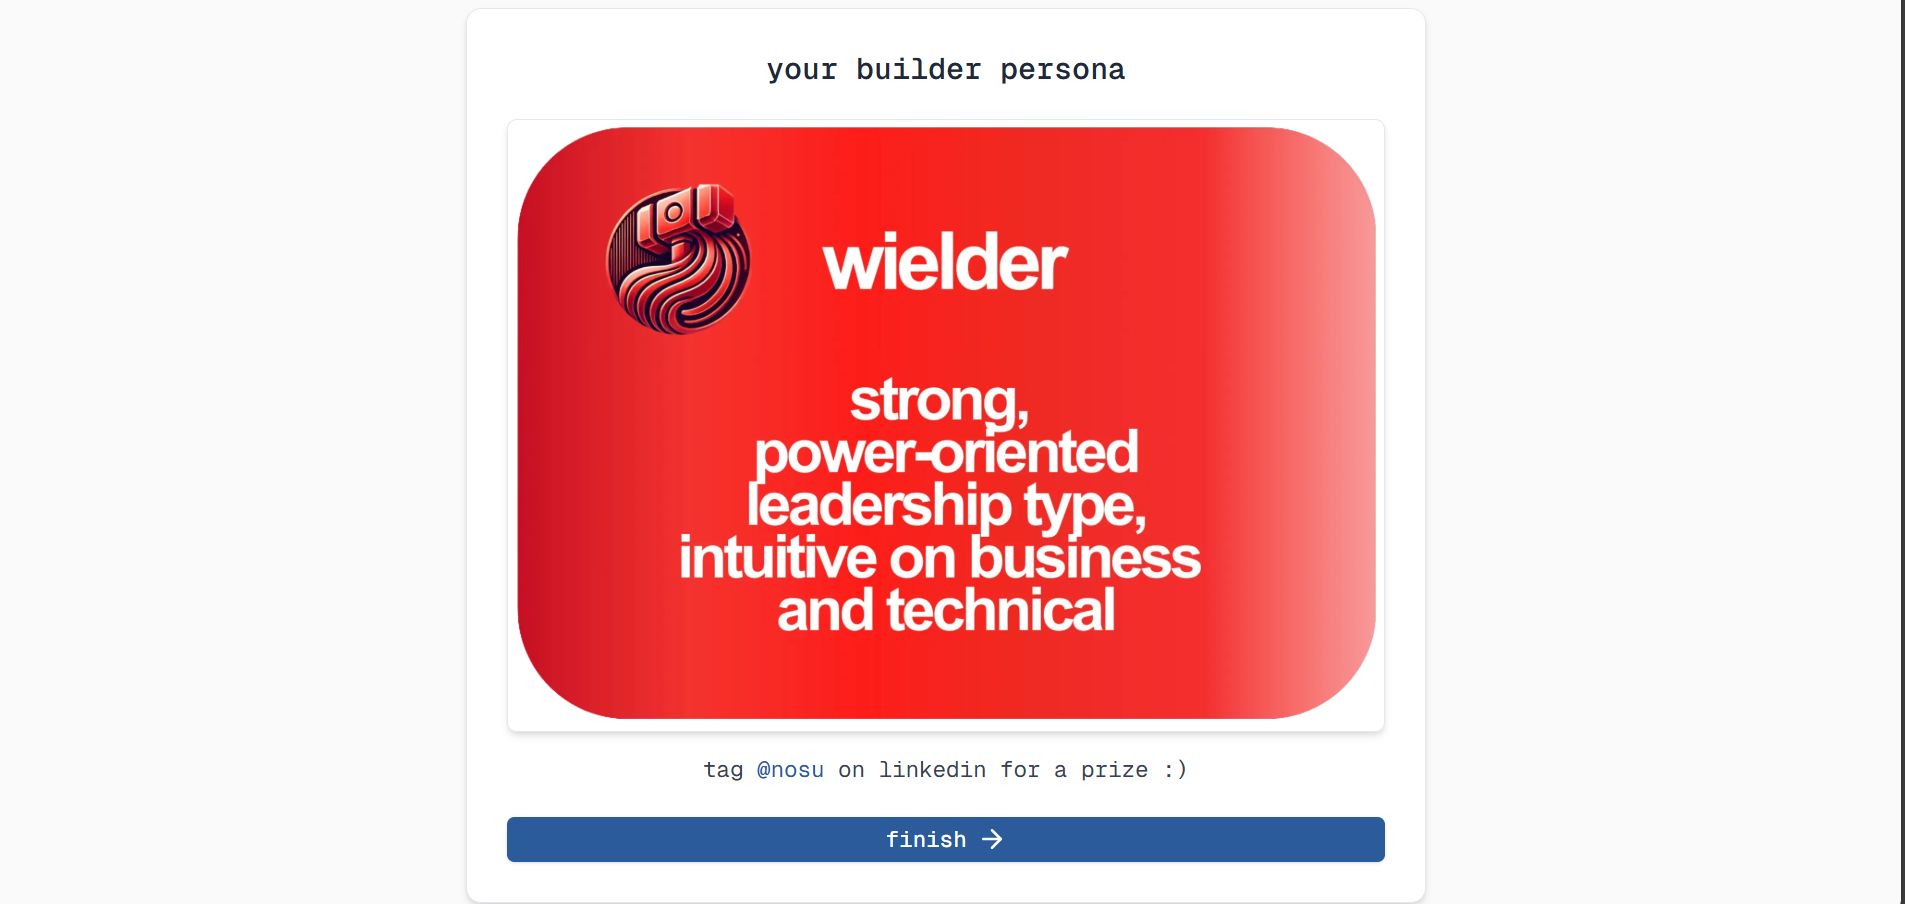 your builder persona
wielder
strong,
power-oriented
leadership type,
intuitive on business
and technical
tag @nosu on linkedin for a prize :)
finish →